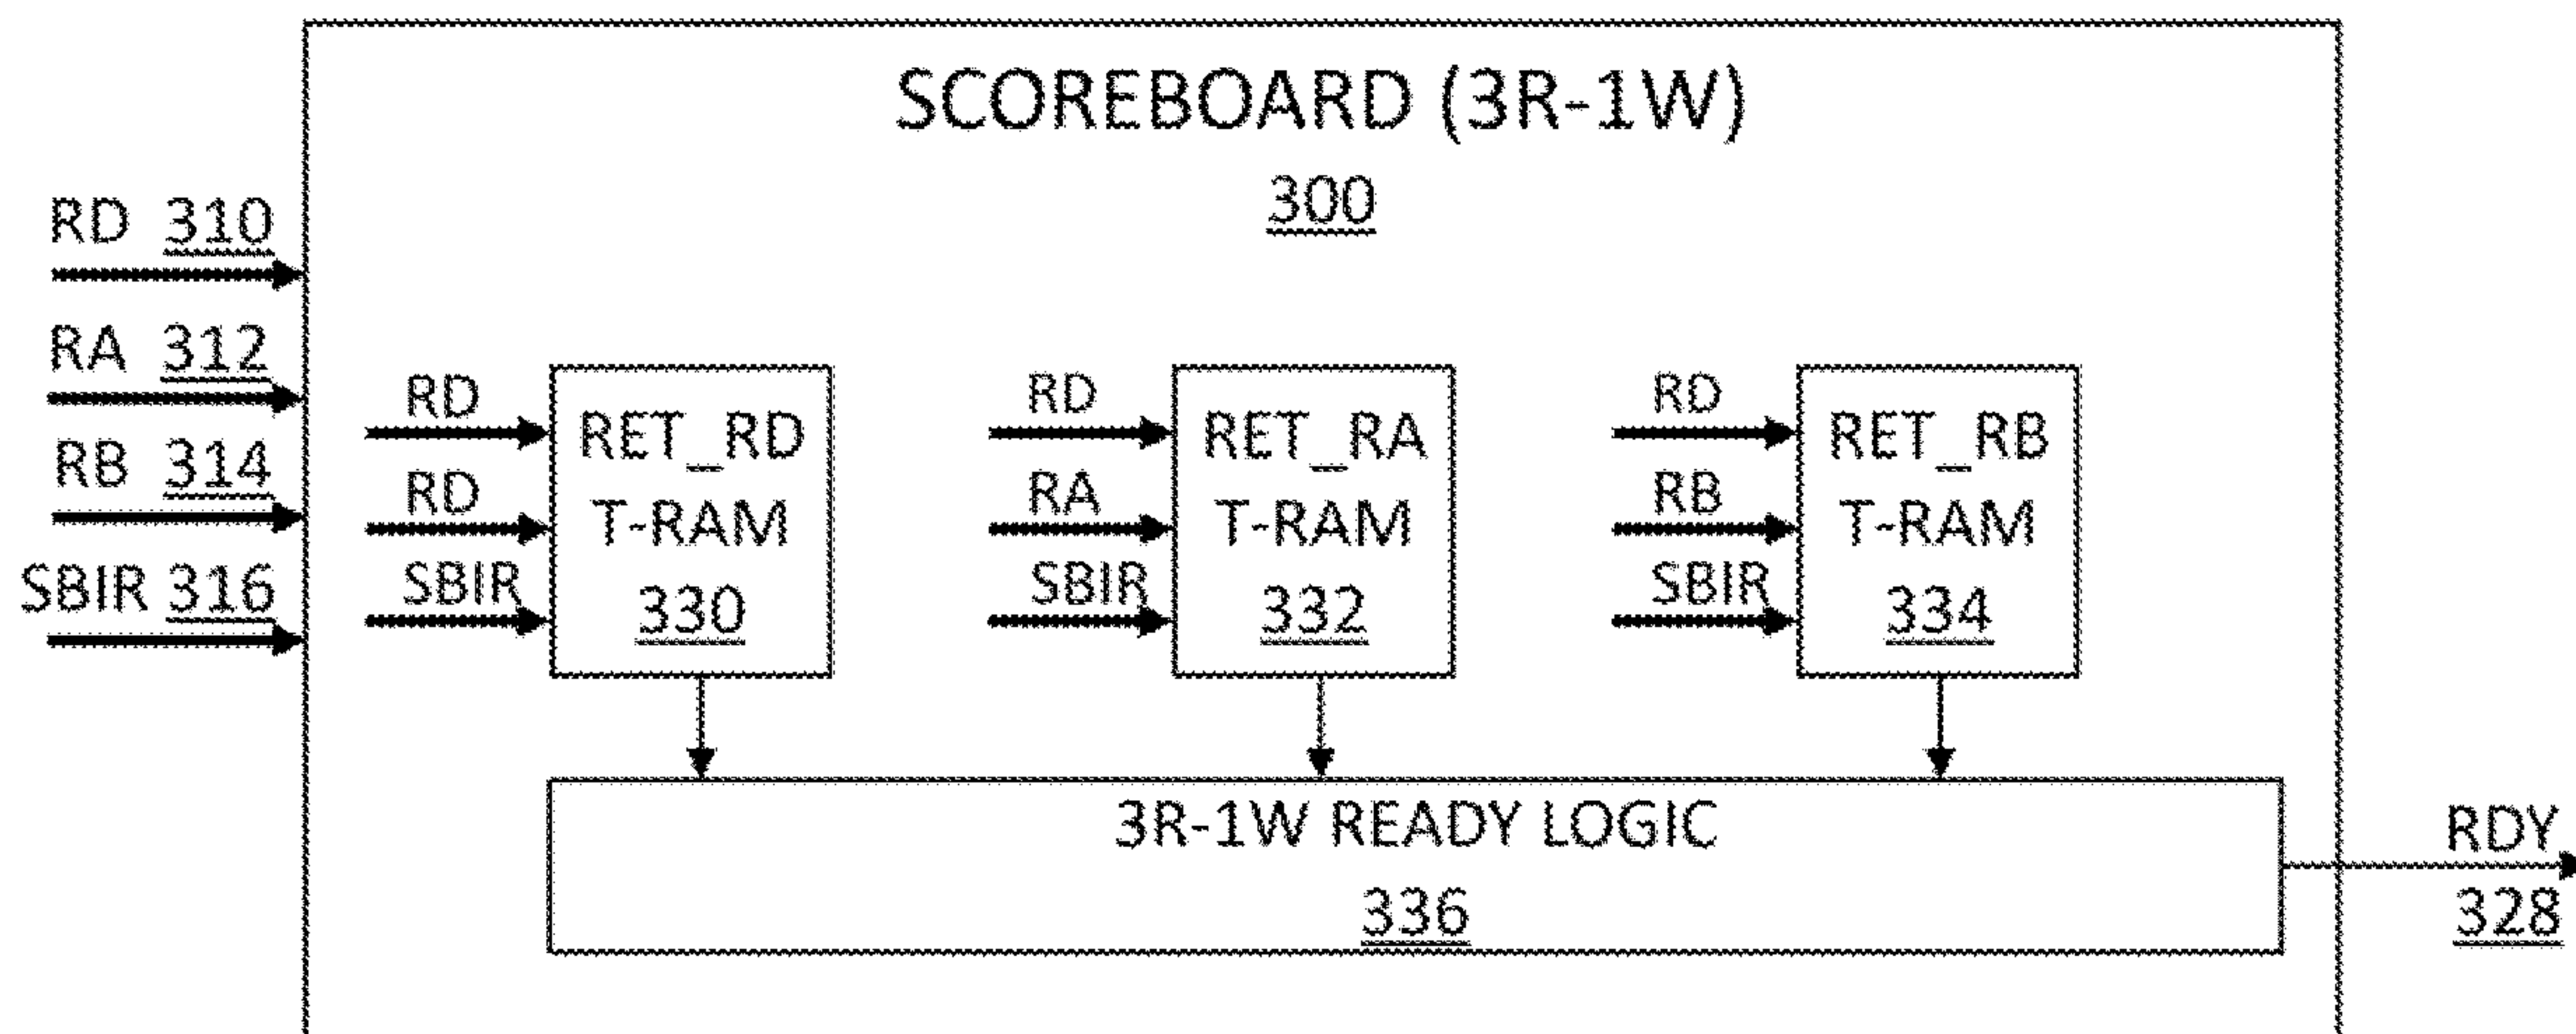 SCOREBOARD (3R-1W)
300
RD 310
RA 312
RB 314
SBIR 316
RD
RD
SBIR
RET_RD
T-RAM
330
RD
RA
SBIR
RET_RA
T-RAM
332
RD
RB
SBIR
RET_RB
T-RAM
334
3R-1W READY LOGIC
336
RDY
328